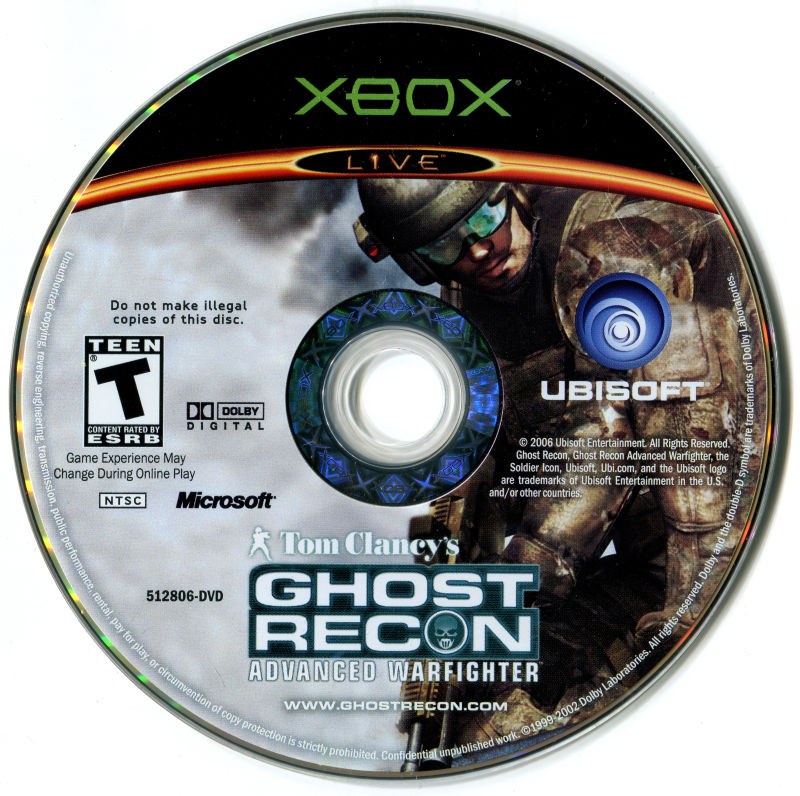 XBOX®
LIVE™
Do not make illegal
copies of this disc.
TEEN
T
®
CONTENT RATED BY
ESRB
DOLBY
DIGITAL
Game Experience May
Change During Online Play
NTSC
Microsoft®
UBISOFT™
© 2006 Ubisoft Entertainment. All Rights Reserved.
Ghost Recon, Ghost Recon Advanced Warfighter, the
Soldier Icon, Ubisoft, Ubi.com, and the Ubisoft logo
are trademarks of Ubisoft Entertainment in the U.S.
and/or other countries.
512806-DVD
Tom Clancy's
GHOST
RECON
ADVANCED WARFIGHTER™
WWW.GHOSTRECON.COM
Unauthorized copying, reverse engineering, transmission, public performance, rental, pay for play, or circumvention of copy protection is strictly prohibited. Confidential unpublished work. ©1999-2002 Dolby Laboratories. All rights reserved. Dolby and the double-D symbol are trademarks of Dolby Laboratories.